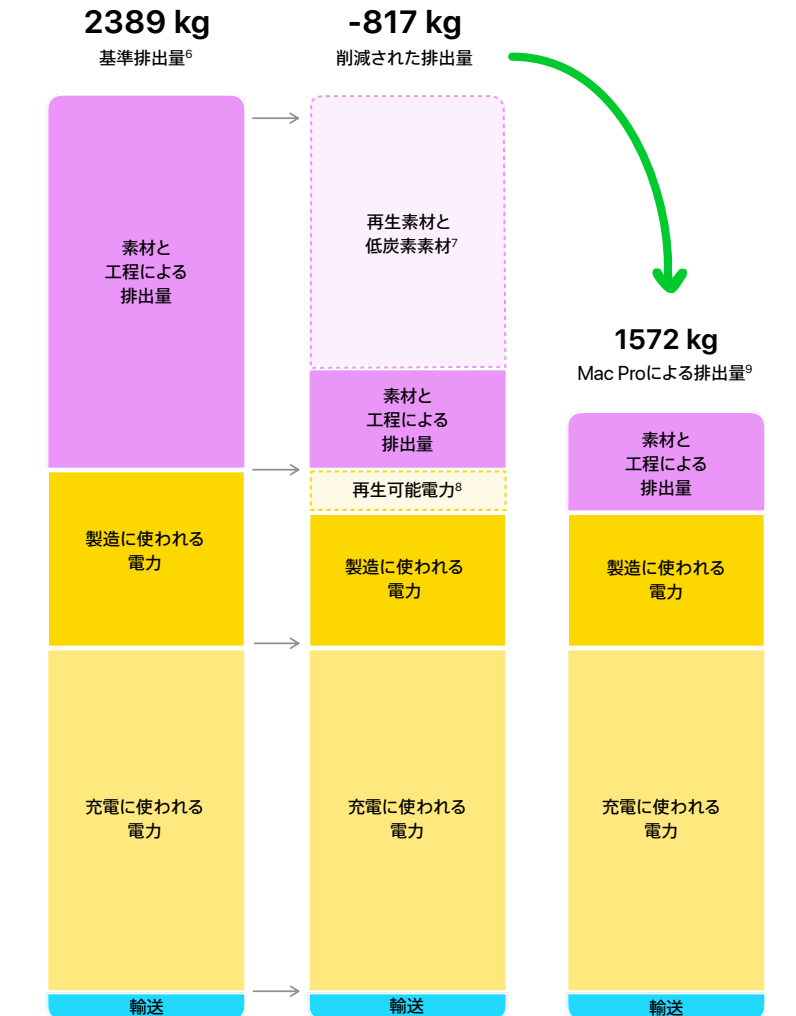 2389 kg
基準排出量⁶
素材と
工程による
排出量
製造に使われる
電力
充電に使われる
電力
輸送
-817 kg
削減された排出量
再生素材と
低炭素素材⁷
素材と
工程による
排出量
再生可能電力⁸
製造に使われる
電力
充電に使われる
電力
輸送
1572 kg
Mac Proによる排出量⁹
素材と
工程による
排出量
製造に使われる
電力
充電に使われる
電力
輸送